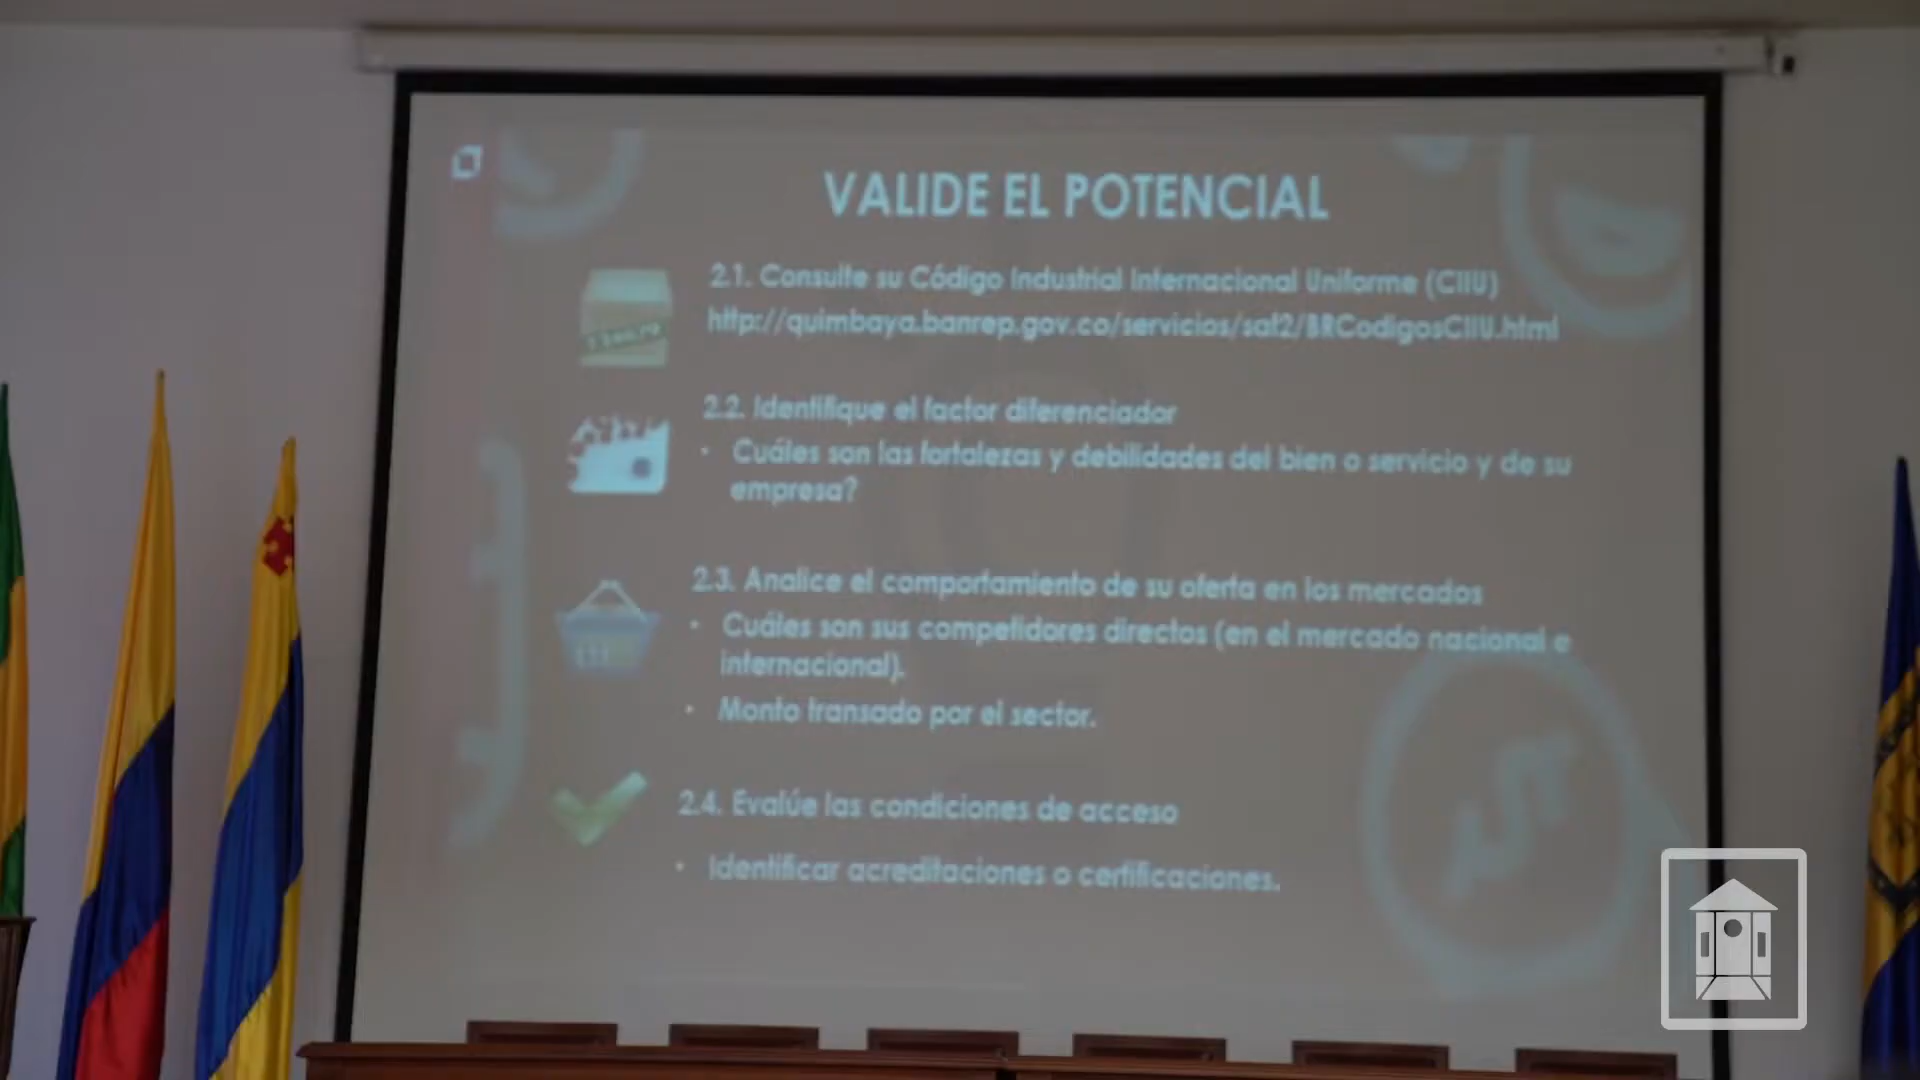 VALIDE EL POTENCIAL
2.1. Consulte su Código Industrial Internacional Uniforme (CIIU)
http://quimbaya.banrep.gov.co/servicios/saf2/BRCodigosCIIU.html
2.2. Identifique el factor diferenciador
• Cuáles son las fortalezas y debilidades del bien o servicio y de su
empresa?
2.3. Analice el comportamiento de su oferta en los mercados
• Cuáles son sus competidores directos (en el mercado nacional e
internacional).
• Monto transado por el sector.
2.4. Evalúe las condiciones de acceso
• Identificar acreditaciones o certificaciones.